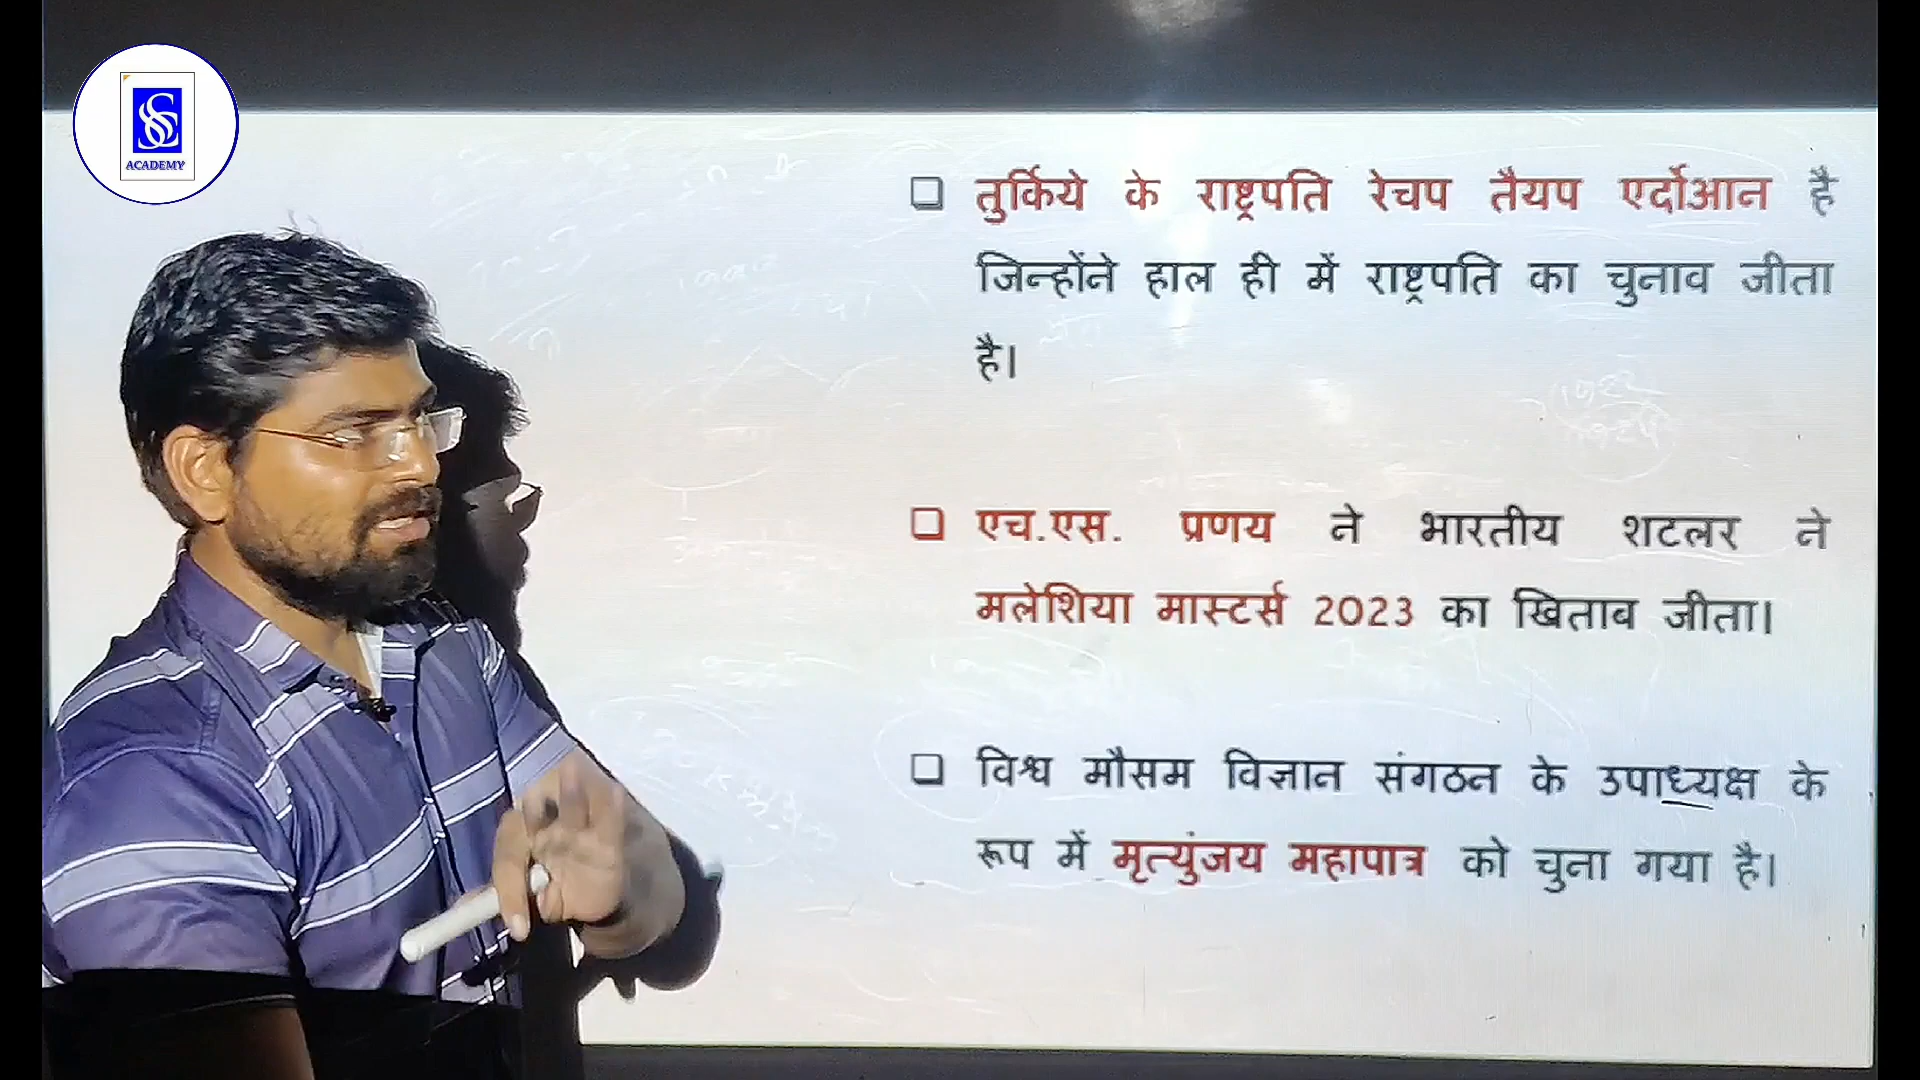 SSC
ACADEMY
तुर्किये के राष्ट्रपति रेचप तैयप एर्दोआन है
जिन्होंने हाल ही में राष्ट्रपति का चुनाव जीता
है।
एच.एस. प्रणय ने भारतीय शटलर ने
मलेशिया मास्टर्स 2023 का खिताब जीता।
विश्व मौसम विज्ञान संगठन के उपाध्यक्ष के
रूप में मृत्युंजय महापात्र को चुना गया है।